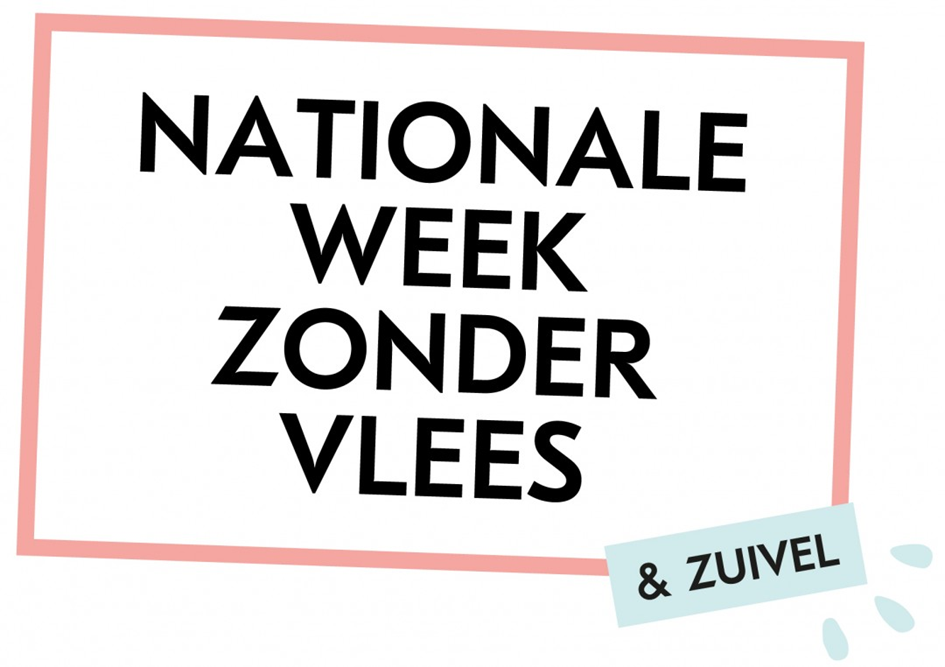 NATIONALE
WEEK
ZONDER
VLEES
& ZUIVEL